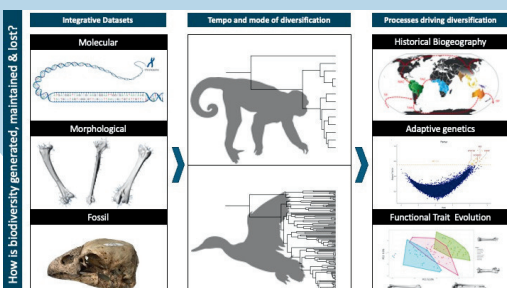 How is biodiversity generated, maintained & lost?
Integrative Datasets
Molecular
Morphological
Fossil
Tempo and mode of diversification
Processes driving diversification
Historical Biogeography
Adaptive genetics
Functional Trait Evolution